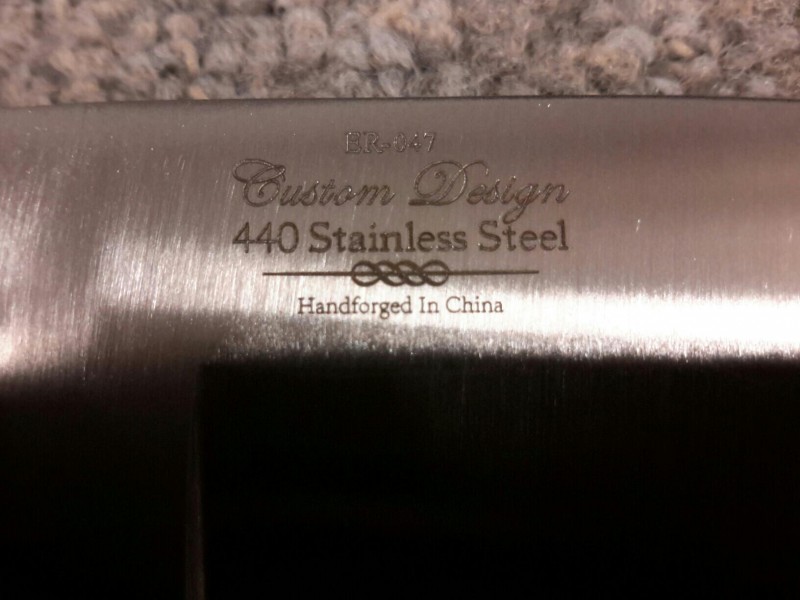 ER-047
Custom Design
440 Stainless Steel
Handforged In China